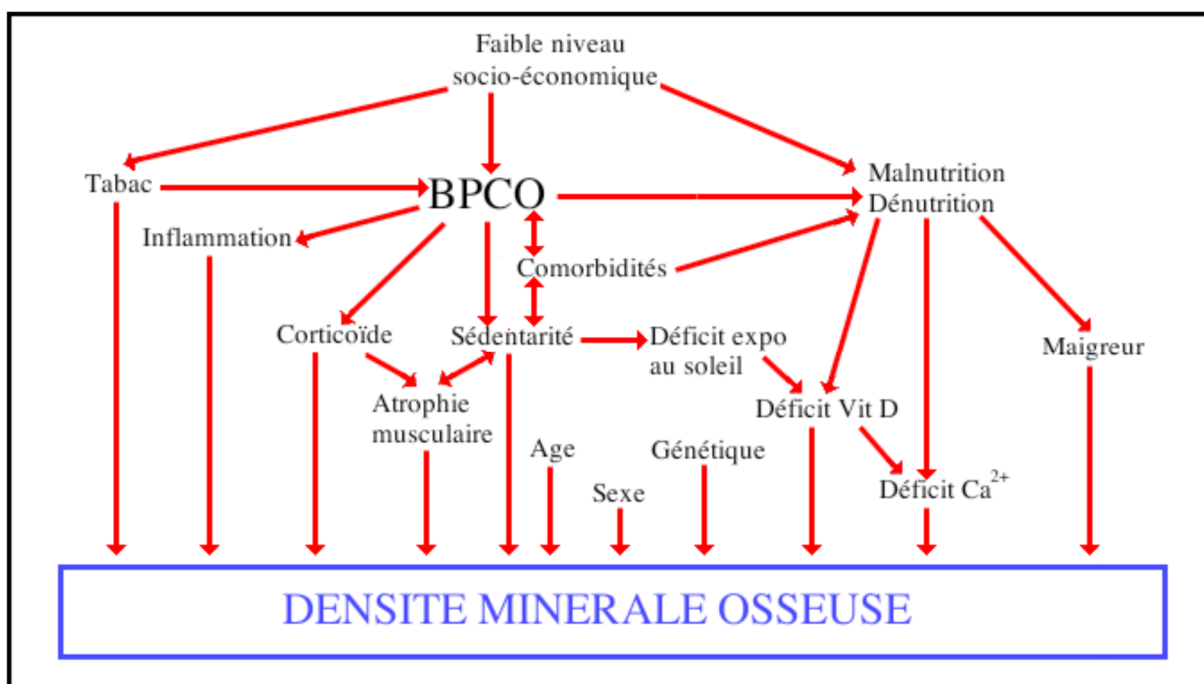 Faible niveau
socio-économique
Tabac
BPCO
Malnutrition
Dénutrition
Inflammation
Comorbidités
Corticoïde
Sédentarité
Déficit expo
au soleil
Maigreur
Atrophie
musculaire
Déficit Vit D
Age
Génétique
Sexe
Déficit Ca²⁺
DENSITE MINERALE OSSEUSE